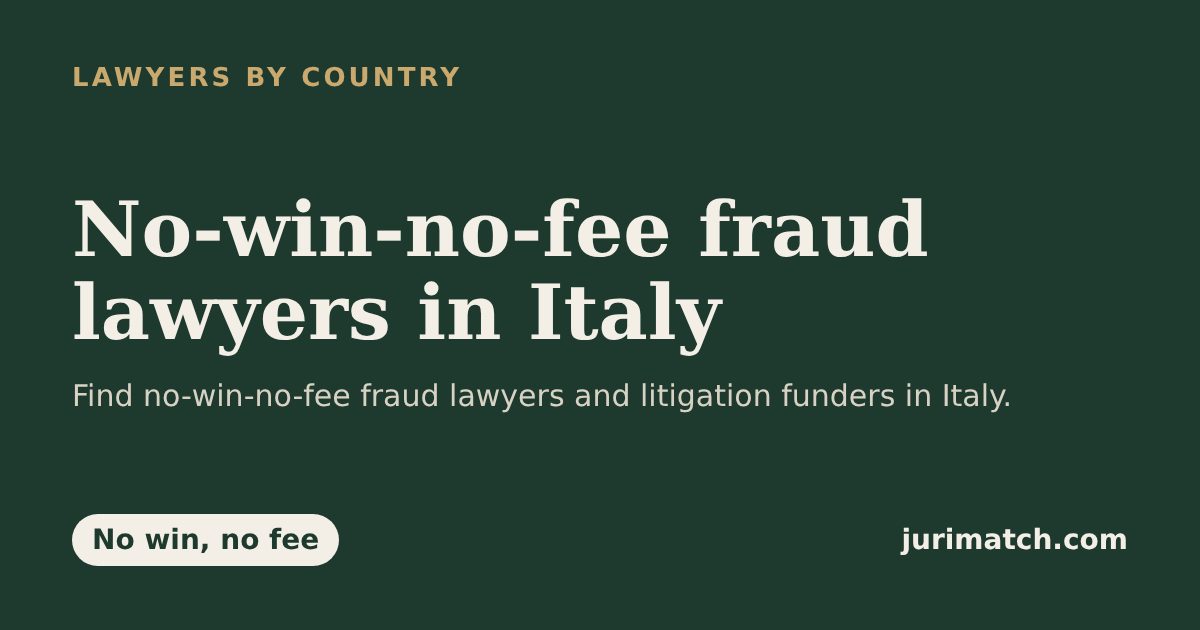 LAWYERS BY COUNTRY
No-win-no-fee fraud
lawyers in Italy
Find no-win-no-fee fraud lawyers and litigation funders in Italy.
No win, no fee
jurimatch.com